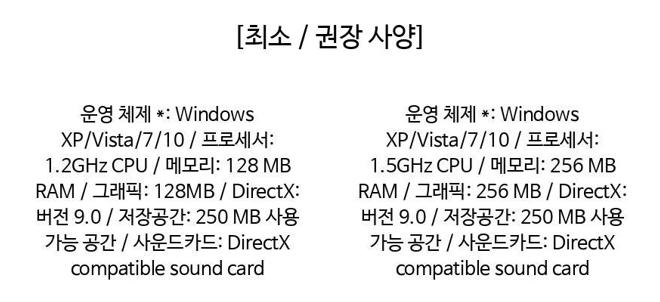 [최소 / 권장 사양]
운영 체제 *: Windows
XP/Vista/7/10 / 프로세서:
1.2GHz CPU / 메모리: 128 MB
RAM / 그래픽: 128MB / DirectX:
버전 9.0 / 저장공간: 250 MB 사용
가능 공간 / 사운드카드: DirectX
compatible sound card
운영 체제 *: Windows
XP/Vista/7/10 / 프로세서:
1.5GHz CPU / 메모리: 256 MB
RAM / 그래픽: 256 MB / DirectX:
버전 9.0 / 저장공간: 250 MB 사용
가능 공간 / 사운드카드: DirectX
compatible sound card